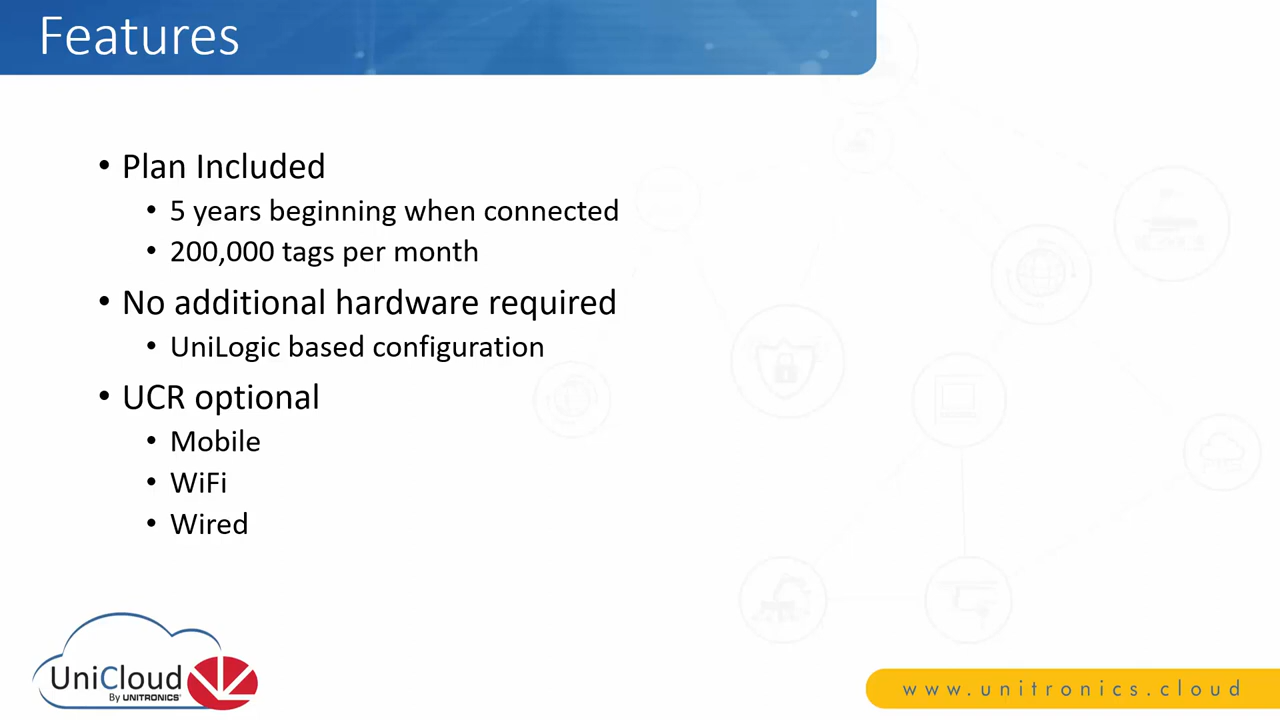 Features
• Plan Included
• 5 years beginning when connected
• 200,000 tags per month
• No additional hardware required
• UniLogic based configuration
• UCR optional
• Mobile
• WiFi
• Wired
UniCloud
By UNITRONICS
www.unitronics.cloud